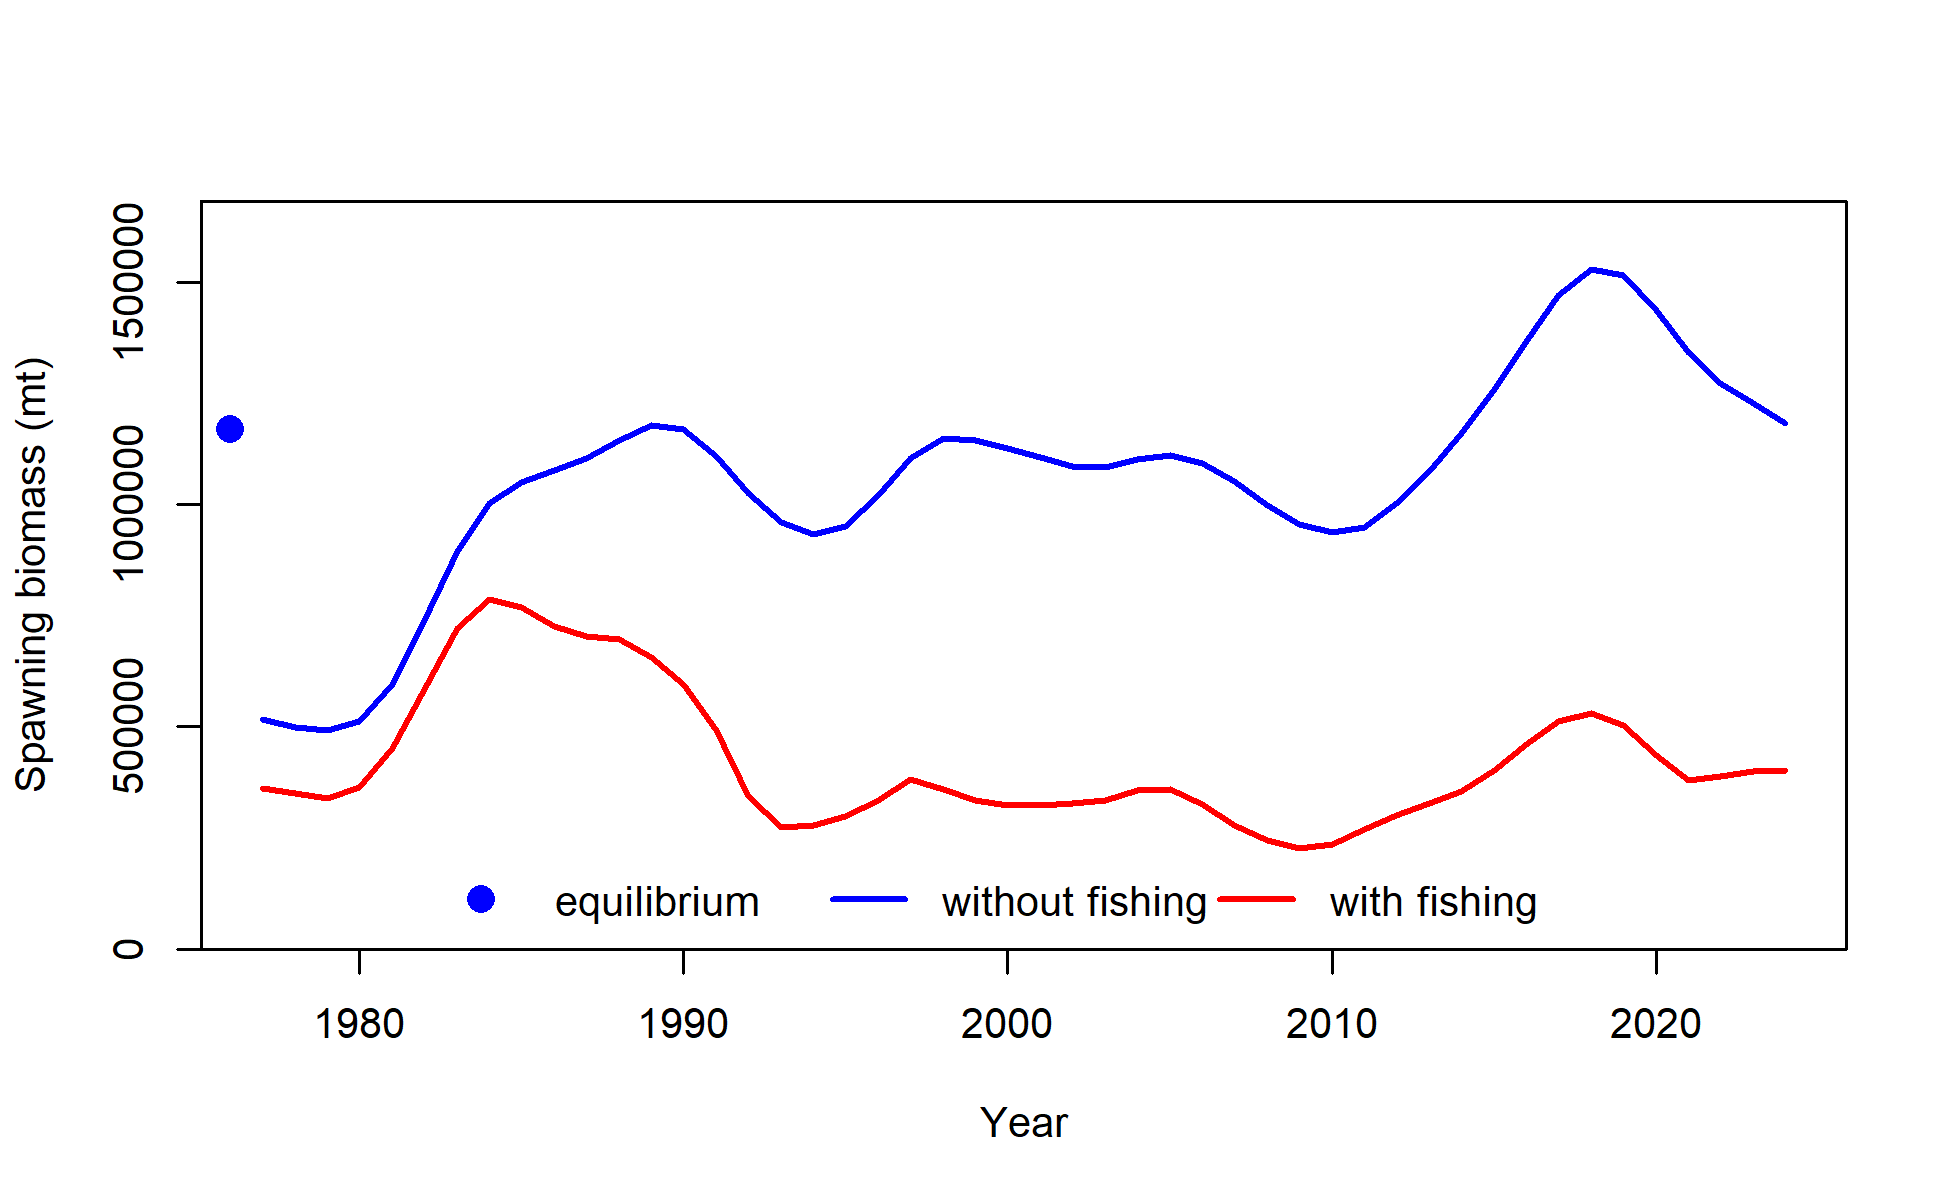 Spawning biomass (mt)
1500000
1000000
500000
0
equilibrium without fishing with fishing
1980 1990 2000 2010 2020
Year